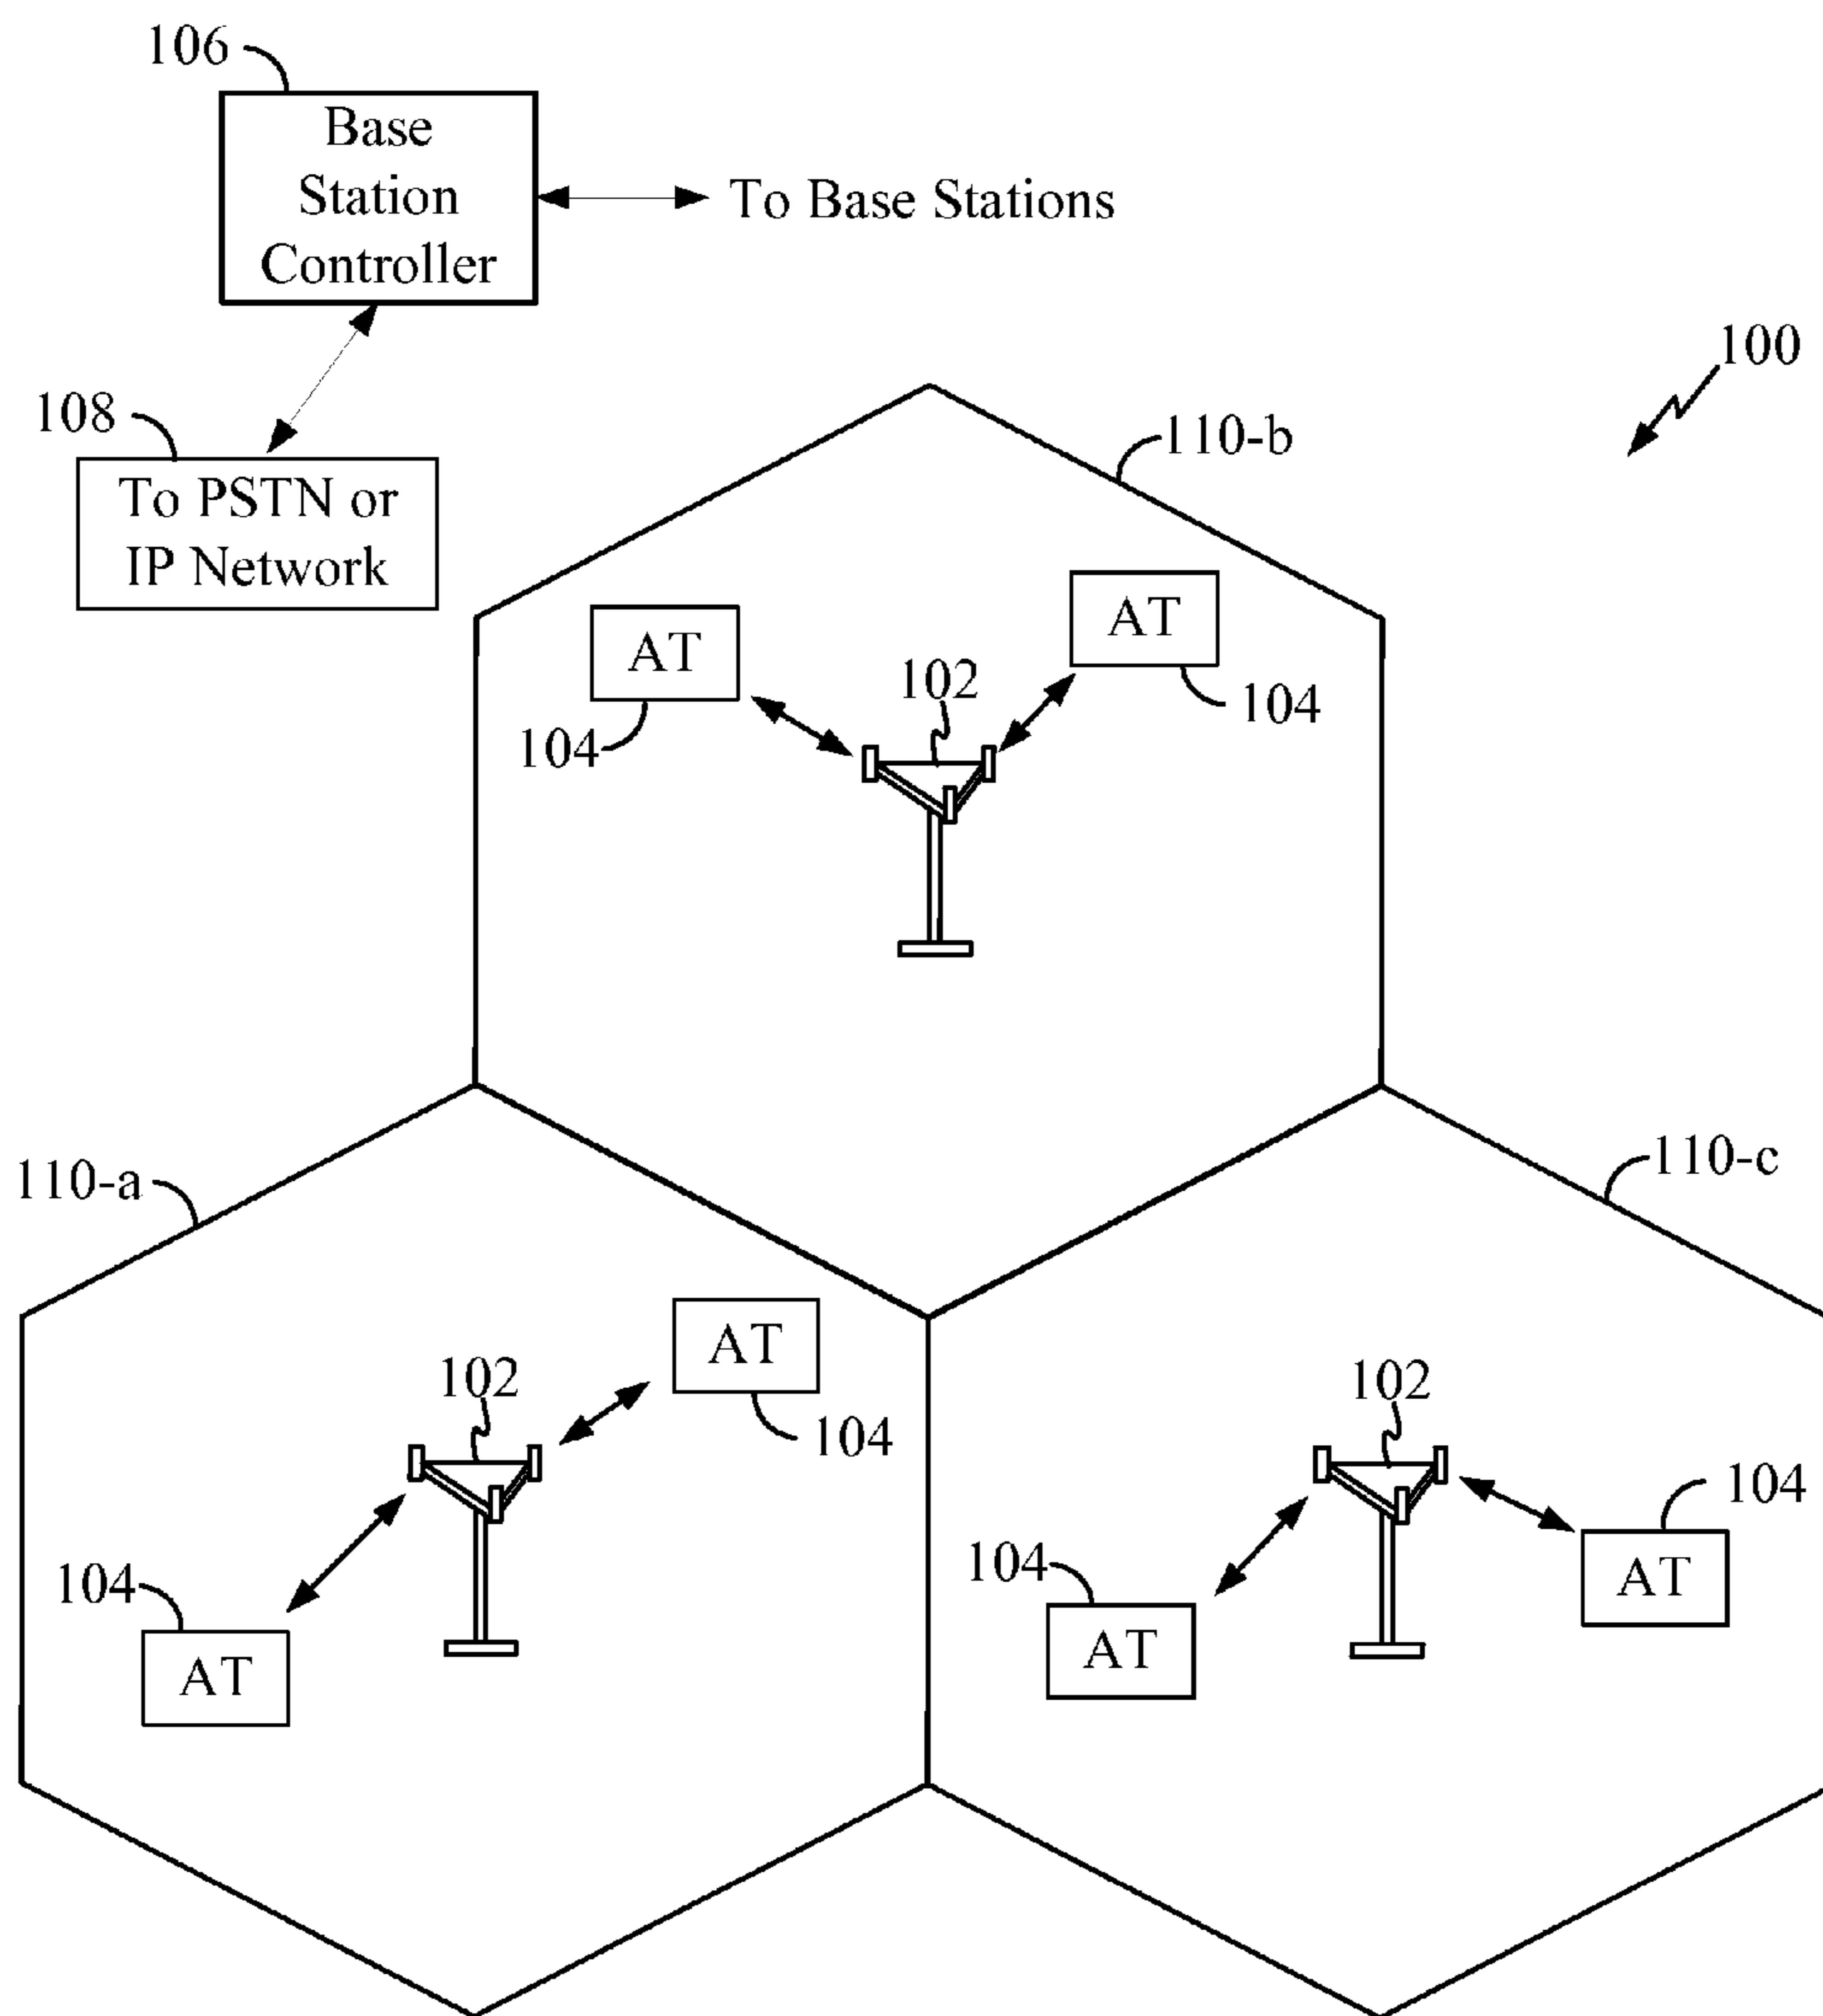 106
Base
Station
Controller
To Base Stations
100
108
To PSTN or
IP Network
110-b
AT
AT
102
104
104
110-a
110-c
AT
102
102
104
104
104
104
AT
AT
AT